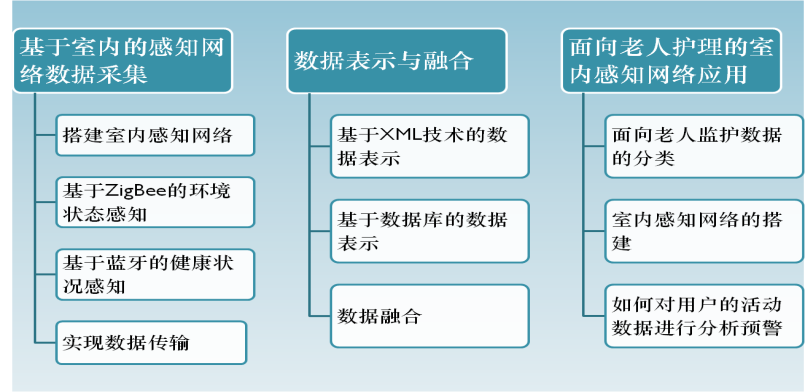 基于室内的感知网
络数据采集
搭建室内感知网络
基于ZigBee的环境
状态感知
基于蓝牙的健康状
况感知
实现数据传输
数据表示与融合
基于XML技术的数
据表示
基于数据库的数据
表示
数据融合
面向老人护理的室
内感知网络应用
面向老人监护数据
的分类
室内感知网络的搭
建
如何对用户的活动
数据进行分析预警